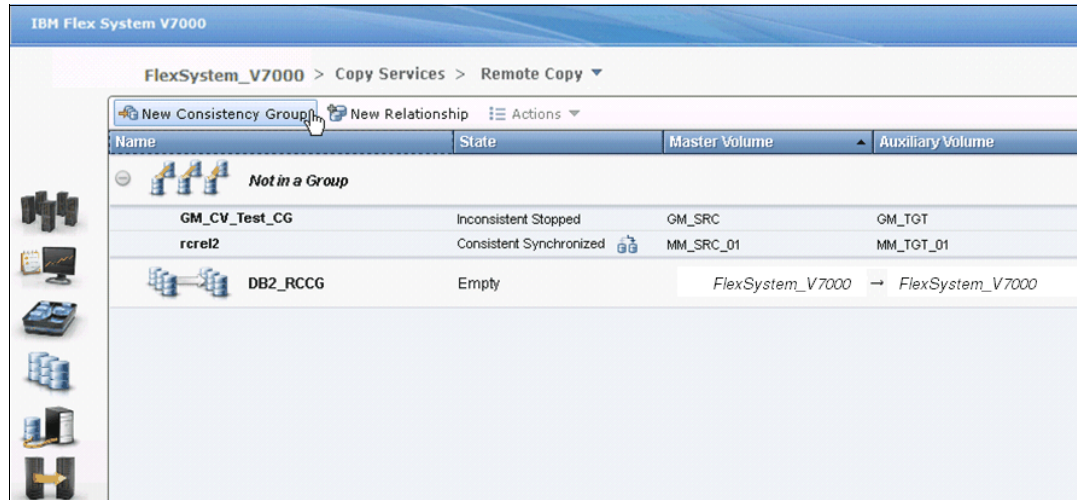 IBM Flex System V7000
FlexSystem_V7000 > Copy Services > Remote Copy
New Consistency Group New Relationship Actions
Name State Master Volume Auxiliary Volume
Not in a Group
GM_CV_Test_CG Inconsistent Stopped GM_SRC GM_TGT
rcrel2 Consistent Synchronized MM_SRC_01 MM_TGT_01
DB2_RCCG Empty FlexSystem_V7000 → FlexSystem_V7000